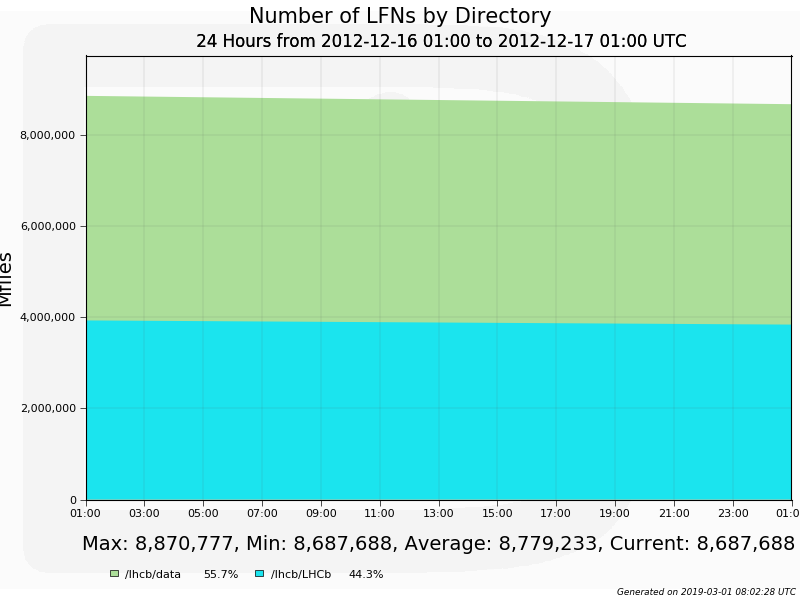 Number of LFNs by Directory
24 Hours from 2012-12-16 01:00 to 2012-12-17 01:00 UTC
8,000,000
6,000,000
Mfiles
4,000,000
2,000,000
0
01:00 03:00 05:00 07:00 09:00 11:00 13:00 15:00 17:00 19:00 21:00 23:00 01:0
Max: 8,870,777, Min: 8,687,688, Average: 8,779,233, Current: 8,687,688
/lhcb/data 55.7% /lhcb/LHCb 44.3%
Generated on 2019-03-01 08:02:28 UTC